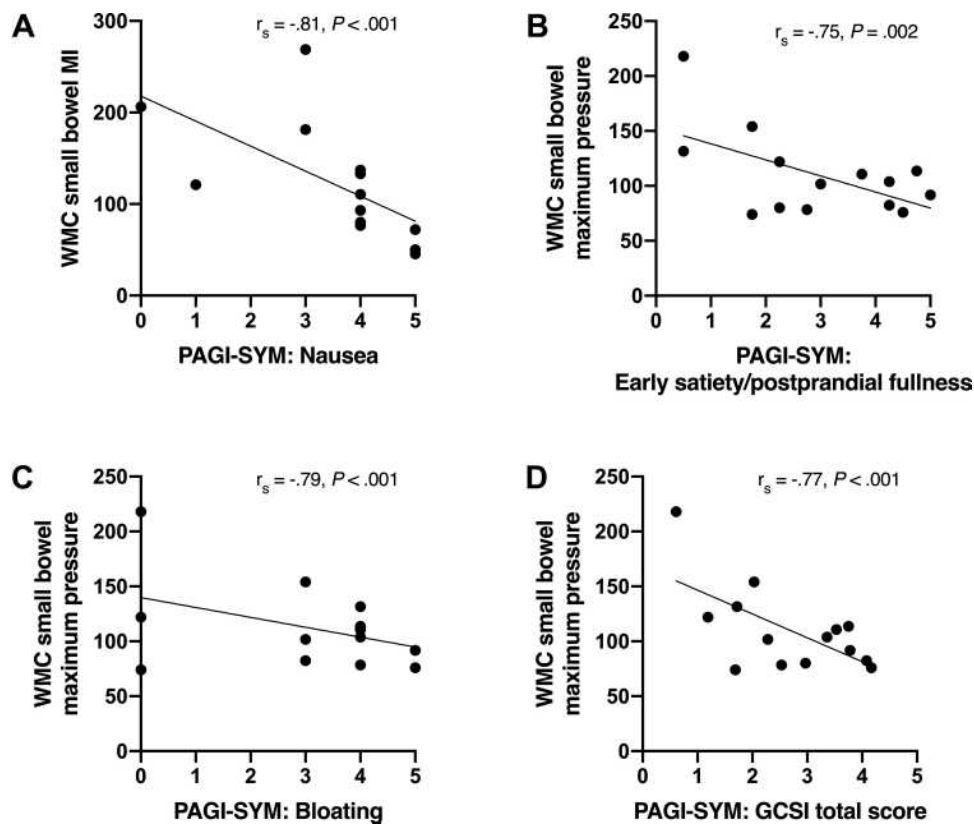 A
r_s = -.81, P < .001
WMC small bowel MI
300
200
100
0
0 1 2 3 4 5
PAGI-SYM: Nausea
B
r_s = -.75, P = .002
WMC small bowel
maximum pressure
250
200
150
100
50
0
0 1 2 3 4 5
PAGI-SYM:
Early satiety/postprandial fullness
C
r_s = -.79, P < .001
WMC small bowel
maximum pressure
250
200
150
100
50
0
0 1 2 3 4 5
PAGI-SYM: Bloating
D
r_s = -.77, P < .001
WMC small bowel
maximum pressure
250
200
150
100
50
0
0 1 2 3 4 5
PAGI-SYM: GCSI total score